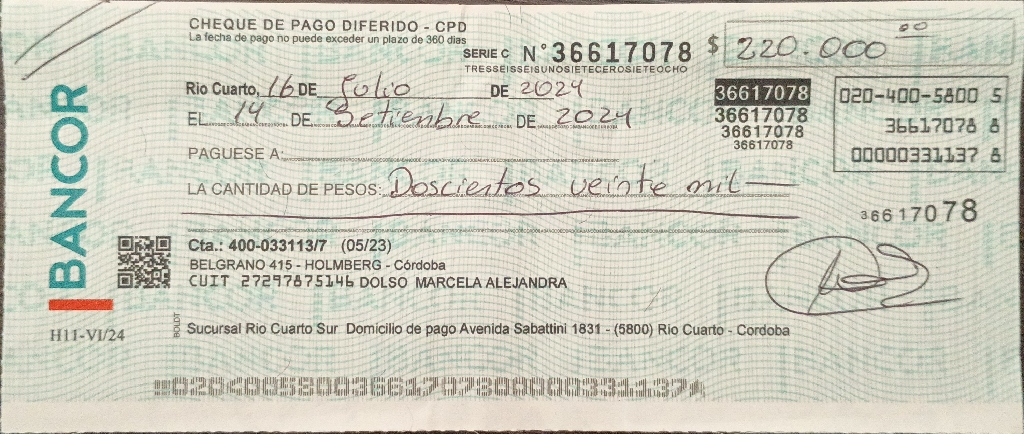 CHEQUE DE PAGO DIFERIDO - CPD
La fecha de pago no puede exceder un plazo de 360 dias
SERIE C N° 36617078 $ 220.000 00
TRESSEISSEISUNOSIETECEROSIETEOCHO
Rio Cuarto, 16 DE Julio DE 2024
EL 14 DE Setiembre DE 2024
36617078
36617078
36617078
36617078
020-400-5800 5
36617078 8
00000331137 8
PAGUESE A:
LA CANTIDAD DE PESOS: Doscientos veinte mil
36617078
BANCOR
Cta.: 400-033113/7 (05/23)
BELGRANO 415 - HOLMBERG - Córdoba
CUIT 27297875146 DOLSO MARCELA ALEJANDRA
H11-VI/24
BOLDT
Sucursal Rio Cuarto Sur Domicilio de pago Avenida Sabattini 1831 - (5800) Rio Cuarto - Cordoba